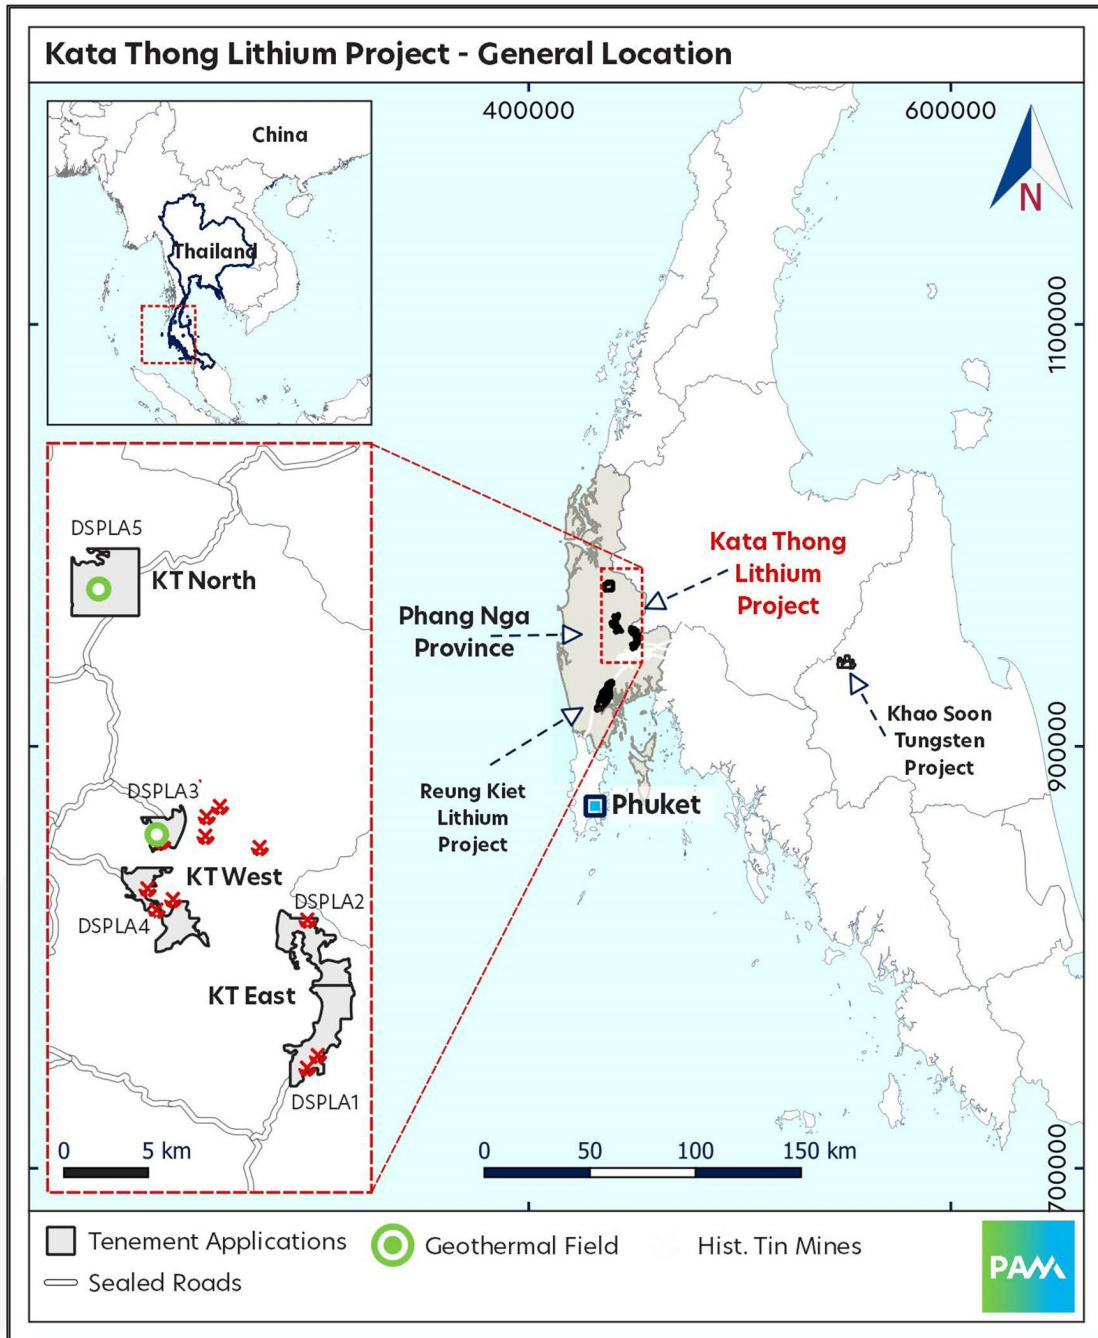 Kata Thong Lithium Project - General Location
400000
600000
China
Thailand
N
1100000
DSPLA5
KT North
Kata Thong
Lithium
Project
Phang Nga
Province
Khao Soon
Tungsten
Project
900000
Reung Kiet
Lithium
Project
Phuket
DSPLA3
KT West
DSPLA4
DSPLA2
KT East
DSPLA1
0 5 km
0 50 100 150 km
700000
Tenement Applications
Geothermal Field
Hist. Tin Mines
Sealed Roads
PAM